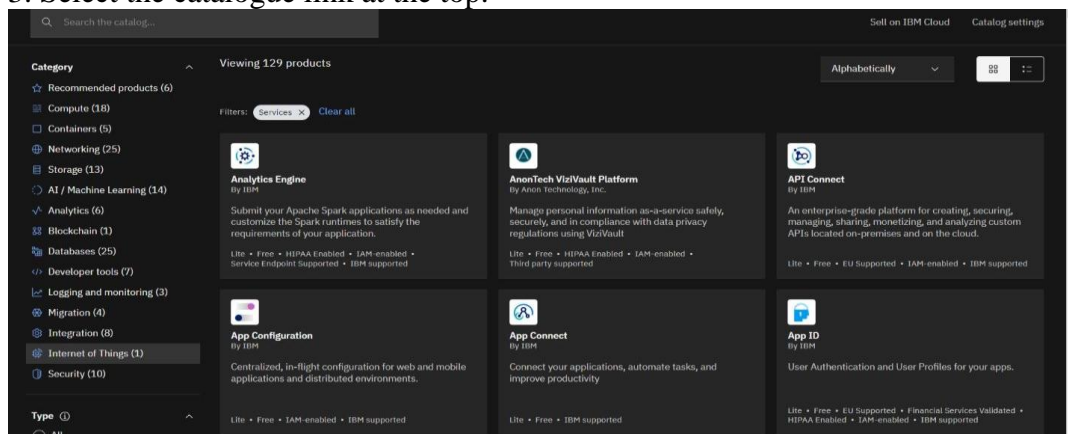 3. Select the catalogue link at the top.
Search the catalog...
Sell on IBM Cloud Catalog settings
Category
Recommended products (6)
Compute (18)
Containers (5)
Networking (25)
Storage (13)
AI / Machine Learning (14)
Analytics (6)
Blockchain (1)
Databases (25)
Developer tools (7)
Logging and monitoring (3)
Migration (4)
Integration (8)
Internet of Things (1)
Security (10)
Type
Viewing 129 products
Alphabetically
Filters: Services × Clear all
Analytics Engine
By IBM
Submit your Apache Spark applications as needed and
customize the Spark runtimes to satisfy the
requirements of your application.
Lite • Free • HIPAA Enabled • IAM-enabled •
Service Endpoint Supported • IBM supported
AnonTech ViziVault Platform
By Anon Technology, Inc.
Manage personal information as-a-service safely,
securely, and in compliance with data privacy
regulations using ViziVault
Lite • Free • HIPAA Enabled • IAM-enabled •
Third party supported
API Connect
By IBM
An enterprise-grade platform for creating, securing,
managing, sharing, monetizing, and analyzing custom
APIs located on-premises and on the cloud.
Lite • Free • EU Supported • IAM-enabled • IBM supported
App Configuration
By IBM
Centralized, in-flight configuration for web and mobile
applications and distributed environments.
Lite • Free • IAM-enabled • IBM supported
App Connect
By IBM
Connect your applications, automate tasks, and
improve productivity
Lite • Free • IBM supported
App ID
By IBM
User Authentication and User Profiles for your apps.
Lite • Free • EU Supported • Financial Services Validated •
HIPAA Enabled • IAM-enabled • IBM supported